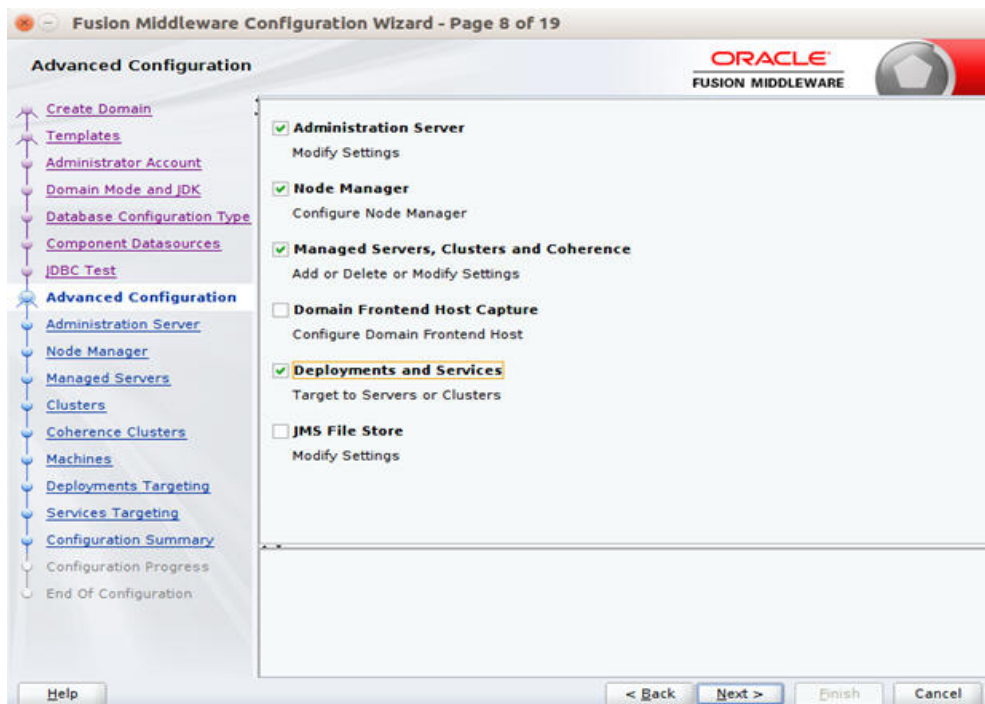 Fusion Middleware Configuration Wizard - Page 8 of 19
Advanced Configuration
ORACLE
FUSION MIDDLEWARE
Create Domain
Templates
Administrator Account
Domain Mode and JDK
Database Configuration Type
Component Datasources
JDBC Test
Advanced Configuration
Administration Server
Node Manager
Managed Servers
Clusters
Coherence Clusters
Machines
Deployments Targeting
Services Targeting
Configuration Summary
Configuration Progress
End Of Configuration
Administration Server
Modify Settings
Node Manager
Configure Node Manager
Managed Servers, Clusters and Coherence
Add or Delete or Modify Settings
Domain Frontend Host Capture
Configure Domain Frontend Host
Deployments and Services
Target to Servers or Clusters
JMS File Store
Modify Settings
Help
< Back
Next >
Finish
Cancel